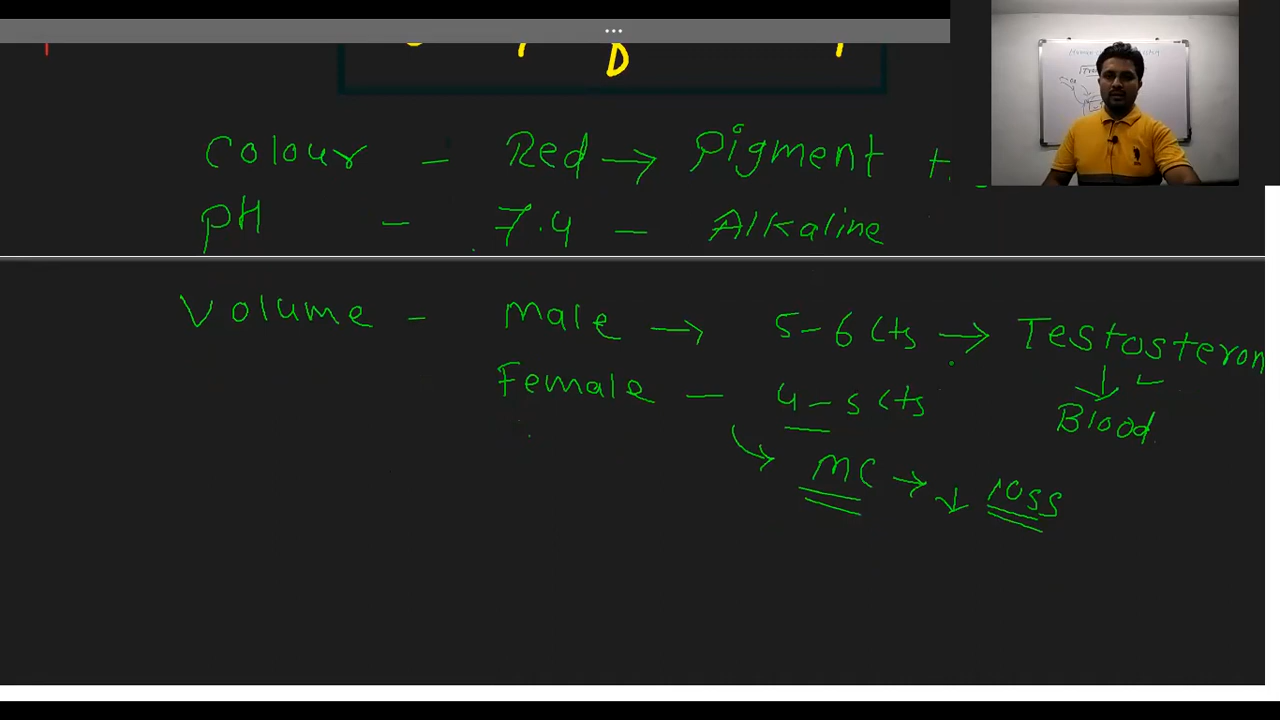 D
Colour - Red → Pigment +
pH - 7.4 - Alkaline
Volume - Male → 5-6 Lts → Testosteron
Female - 4-5 Lts ↓ Blood
→ MC → ↓ loss